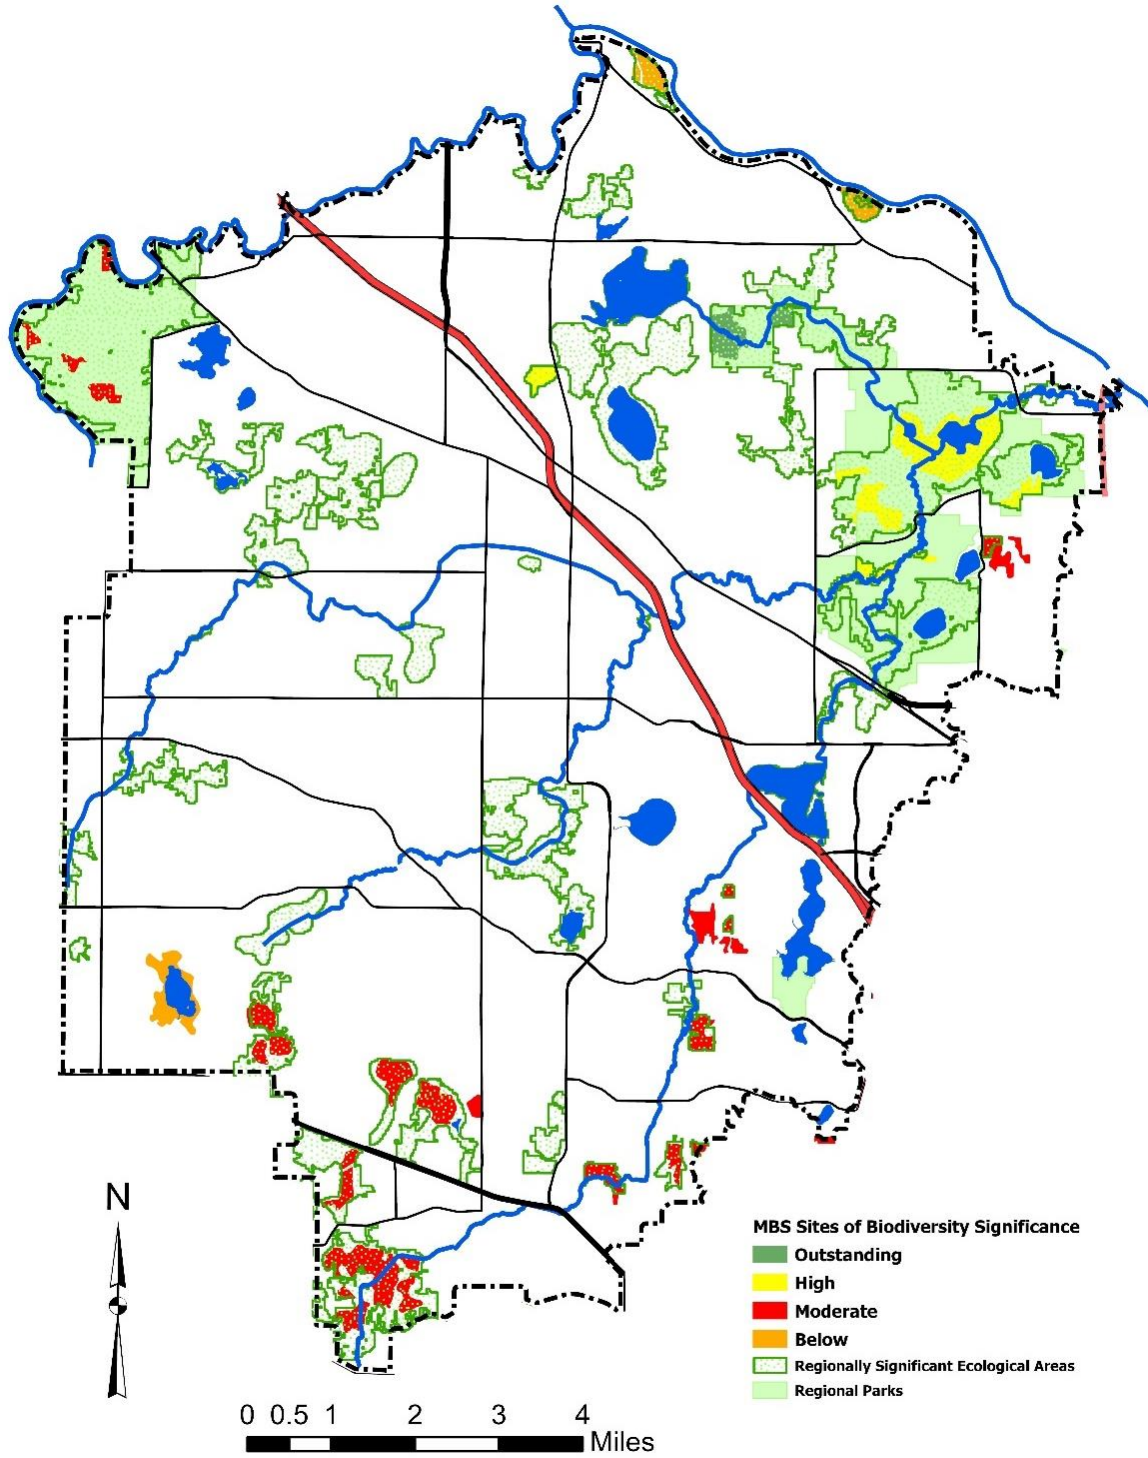 N
MBS Sites of Biodiversity Significance
Outstanding
High
Moderate
Below
Regionally Significant Ecological Areas
Regional Parks
0 0.5 1 2 3 4
Miles